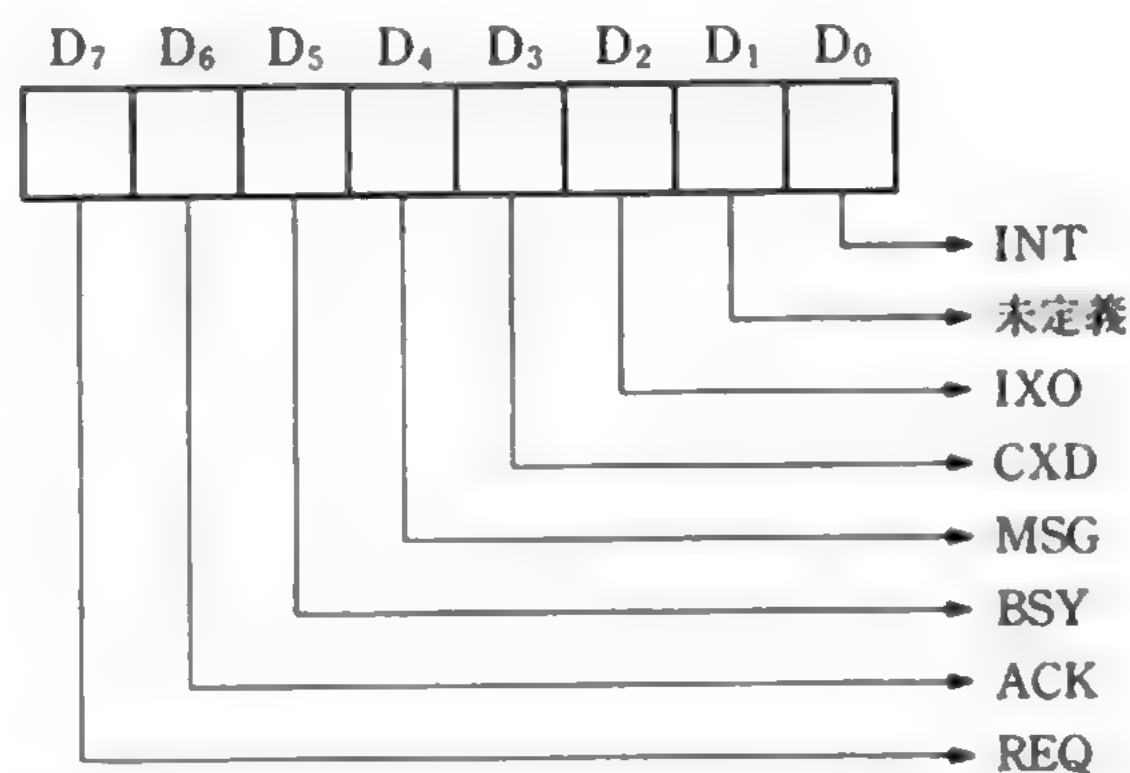 D₇ D₆ D₅ D₄ D₃ D₂ D₁ D₀
INT
未定義
IXO
CXD
MSG
BSY
ACK
REQ